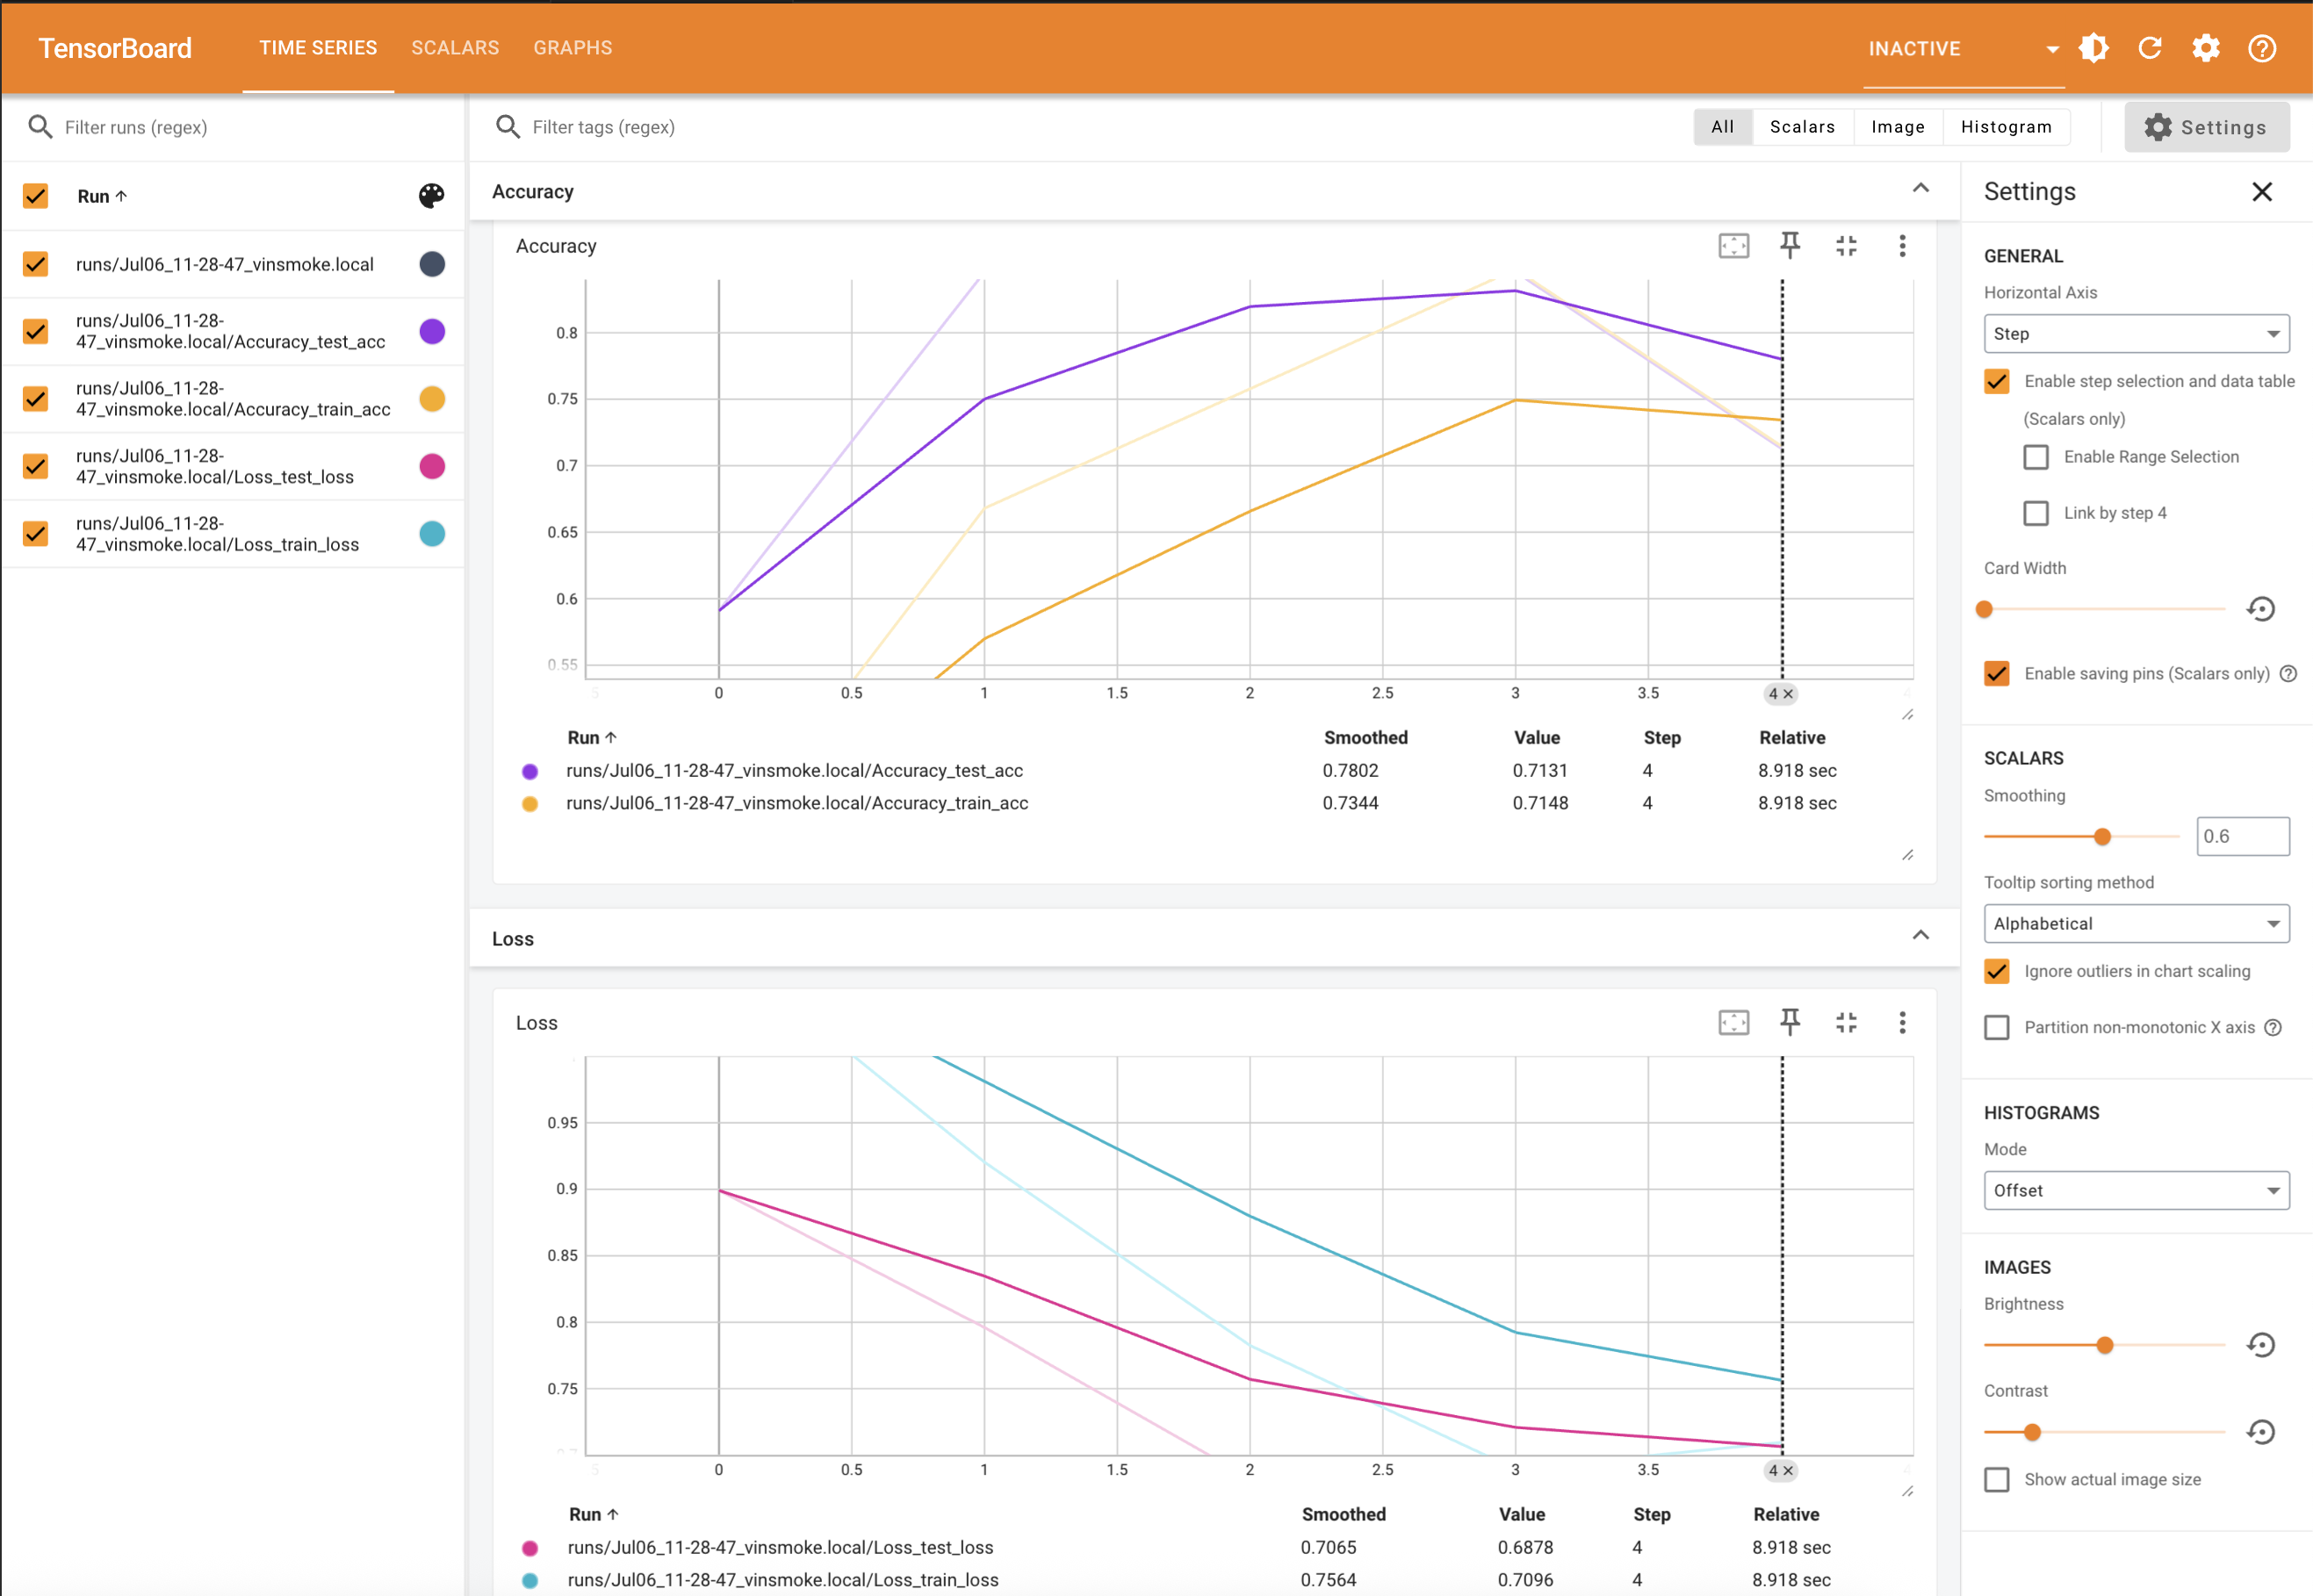 TensorBoard
TIME SERIES
SCALARS
GRAPHS
INACTIVE
Filter runs (regex)
Filter tags (regex)
All
Scalars
Image
Histogram
Settings
Run
runs/Jul06_11-28-47_vinsmoke.local
runs/Jul06_11-28-
47_vinsmoke.local/Accuracy_test_acc
runs/Jul06_11-28-
47_vinsmoke.local/Accuracy_train_acc
runs/Jul06_11-28-
47_vinsmoke.local/Loss_test_loss
runs/Jul06_11-28-
47_vinsmoke.local/Loss_train_loss
Accuracy
Accuracy
0.8
0.75
0.7
0.65
0.6
0.55
5 0 0.5 1 1.5 2 2.5 3 3.5 4 ×
Run ↑ Smoothed Value Step Relative
runs/Jul06_11-28-47_vinsmoke.local/Accuracy_test_acc 0.7802 0.7131 4 8.918 sec
runs/Jul06_11-28-47_vinsmoke.local/Accuracy_train_acc 0.7344 0.7148 4 8.918 sec
Loss
Loss
0.95
0.9
0.85
0.8
0.75
5 0 0.5 1 1.5 2 2.5 3 3.5 4 ×
Run ↑ Smoothed Value Step Relative
runs/Jul06_11-28-47_vinsmoke.local/Loss_test_loss 0.7065 0.6878 4 8.918 sec
runs/Jul06_11-28-47_vinsmoke.local/Loss_train_loss 0.7564 0.7096 4 8.918 sec
Settings
GENERAL
Horizontal Axis
Step
Enable step selection and data table
(Scalars only)
Enable Range Selection
Link by step 4
Card Width
Enable saving pins (Scalars only)
SCALARS
Smoothing
0.6
Tooltip sorting method
Alphabetical
Ignore outliers in chart scaling
Partition non-monotonic X axis
HISTOGRAMS
Mode
Offset
IMAGES
Brightness
Contrast
Show actual image size